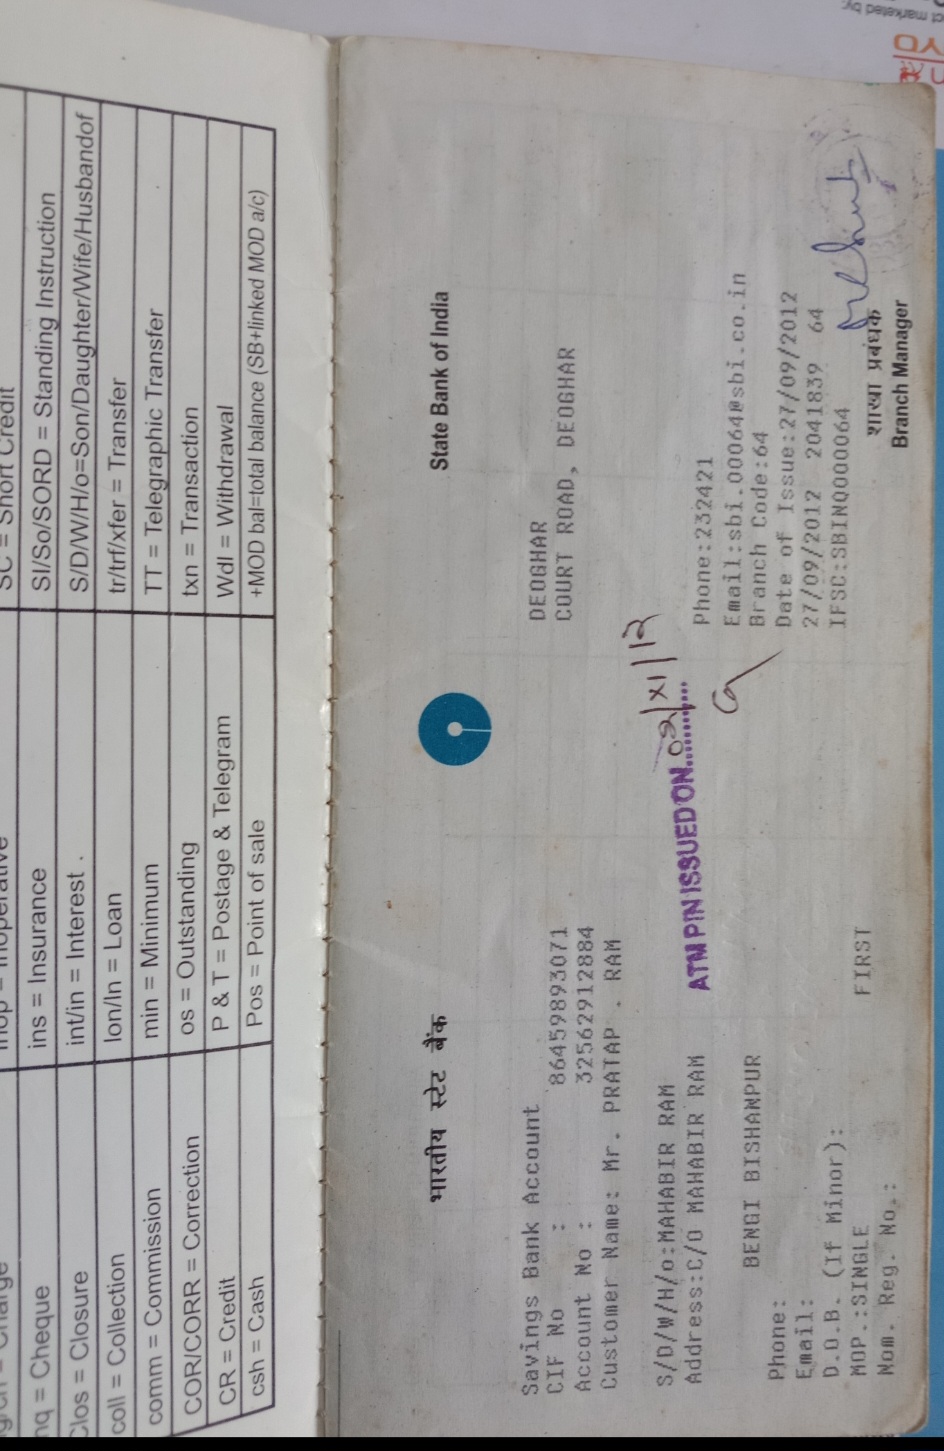 nq = Cheque
ins = Insurance
SI/So/SORD = Standing Instruction
Clos = Closure
int/in = Interest .
S/D/W/H/o=Son/Daughter/Wife/Husbandof
coll = Collection
lon/ln = Loan
tr/trf/xfer = Transfer
comm = Commission
min = Minimum
TT = Telegraphic Transfer
COR/CORR = Correction
os = Outstanding
txn = Transaction
CR = Credit
P & T = Postage & Telegram
Wdl = Withdrawal
csh = Cash
Pos = Point of sale
+MOD bal=total balance (SB+linked MOD a/c)
भारतीय स्टेट बैंक
State Bank of India
Savings Bank Account
DEOGHAR
CIF No : 86459893071
COURT ROAD, DEOGHAR
Account No : 32562912884
Customer Name: Mr. PRATAP . RAM
S/D/W/H/o:MAHABIR RAM
Address:C/O MAHABIR RAM
ATM PIN ISSUED ON
Phone:232421
Email:sbi.00064@sbi.co.in
BENGI BISHANPUR
Branch Code:64
Phone:
Date of Issue:27/09/2012
Email:
27/09/2012 2041839 64
D.O.B. (If Minor):
IFSC:SBIN0000064
MOP.:SINGLE FIRST
शाखा प्रबंधक
Nom. Reg. No.:
Branch Manager